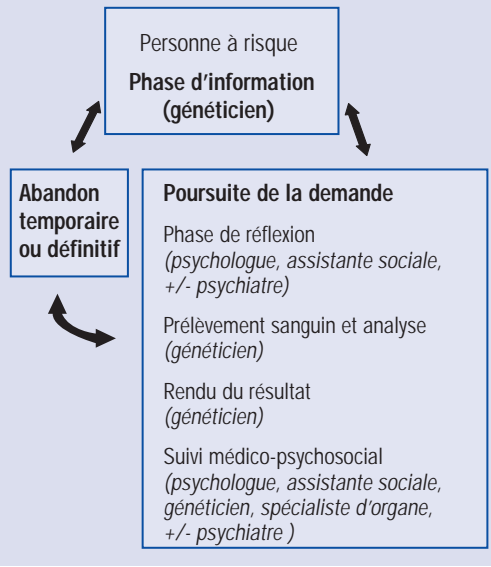 Personne à risque
Phase d'information
(généticien)
Abandon
temporaire
ou définitif
Poursuite de la demande
Phase de réflexion
(psychologue, assistante sociale,
+/- psychiatre)
Prélèvement sanguin et analyse
(généticien)
Rendu du résultat
(généticien)
Suivi médico-psychosocial
(psychologue, assistante sociale,
généticien, spécialiste d'organe,
+/- psychiatre )